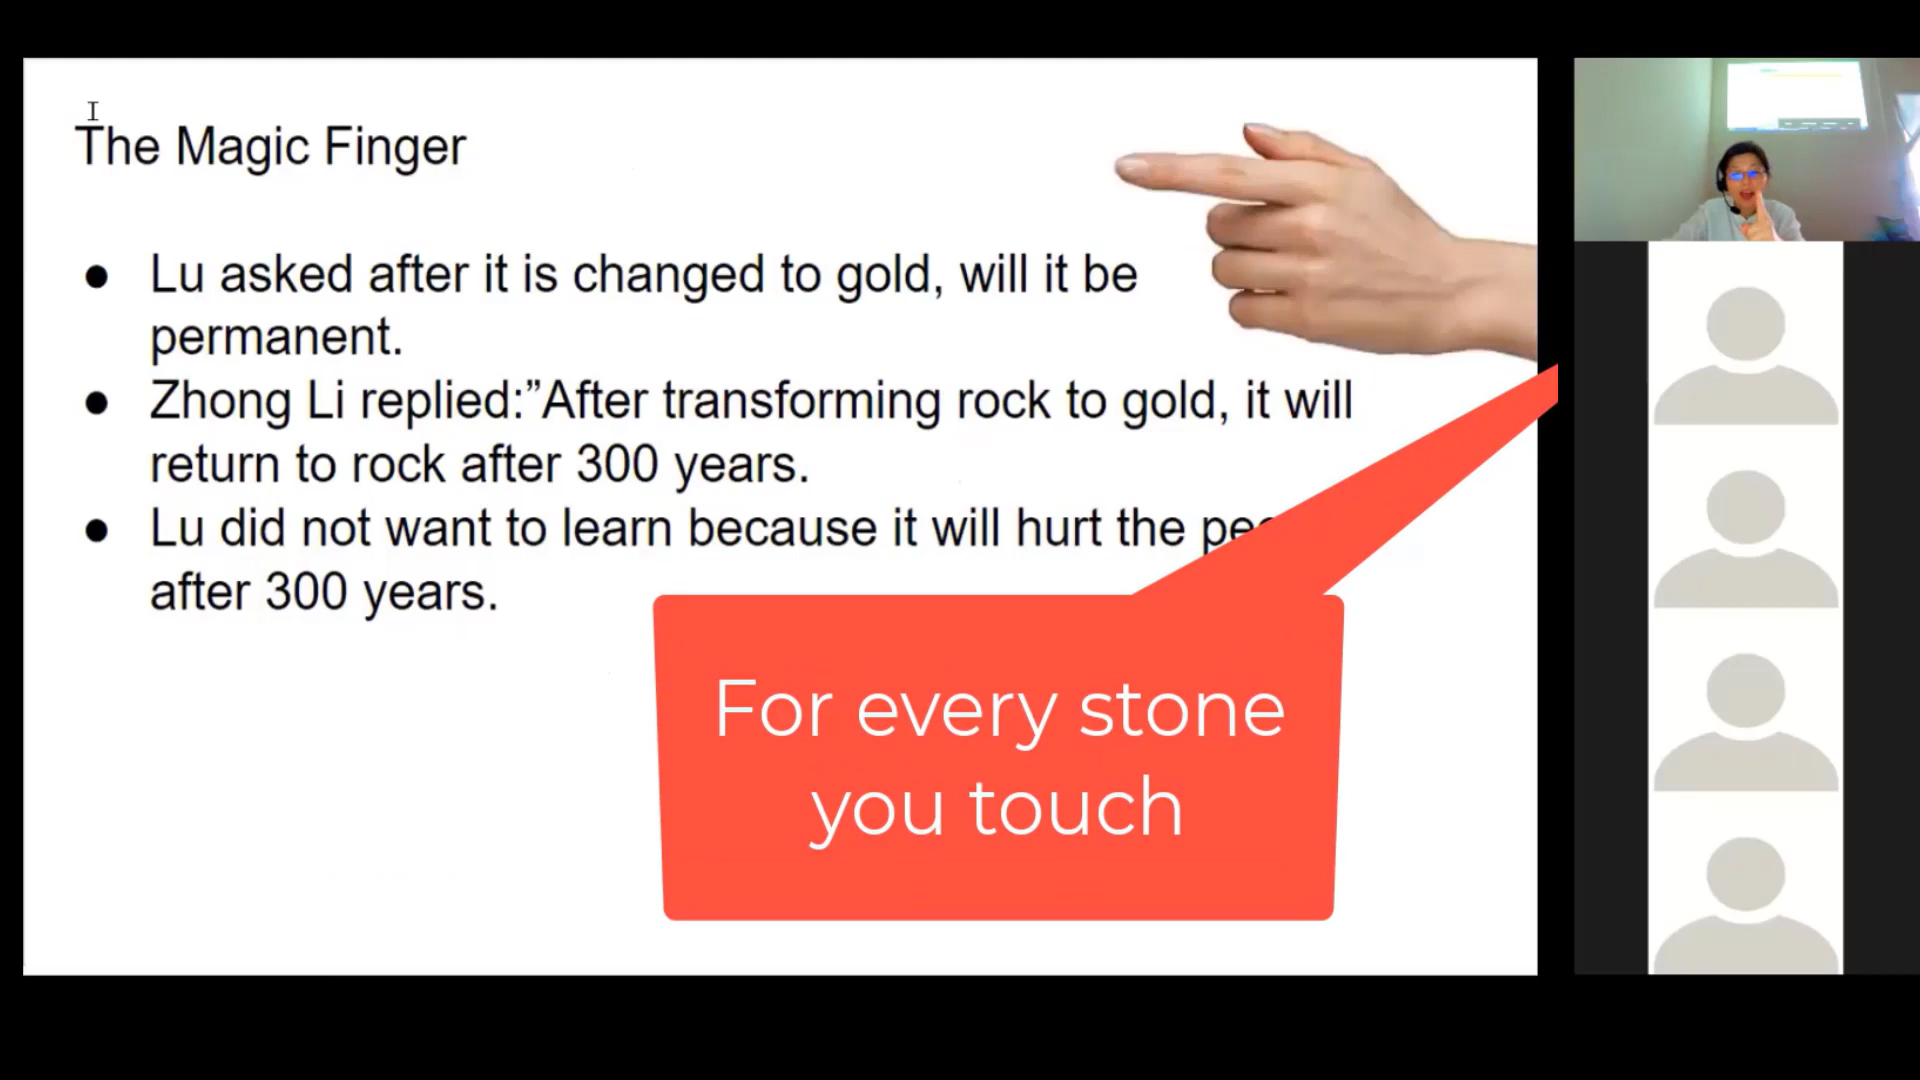 The Magic Finger
● Lu asked after it is changed to gold, will it be
permanent.
● Zhong Li replied:”After transforming rock to gold, it will
return to rock after 300 years.
● Lu did not want to learn because it will hurt the
after 300 years.
For every stone
you touch